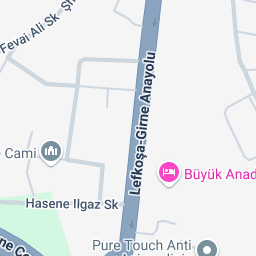 Fevai Ali Sk
Lefkoşa-Girne Anayolu
Cami
Büyük Anad
Hasene Ilgaz Sk
Pure Touch Anti